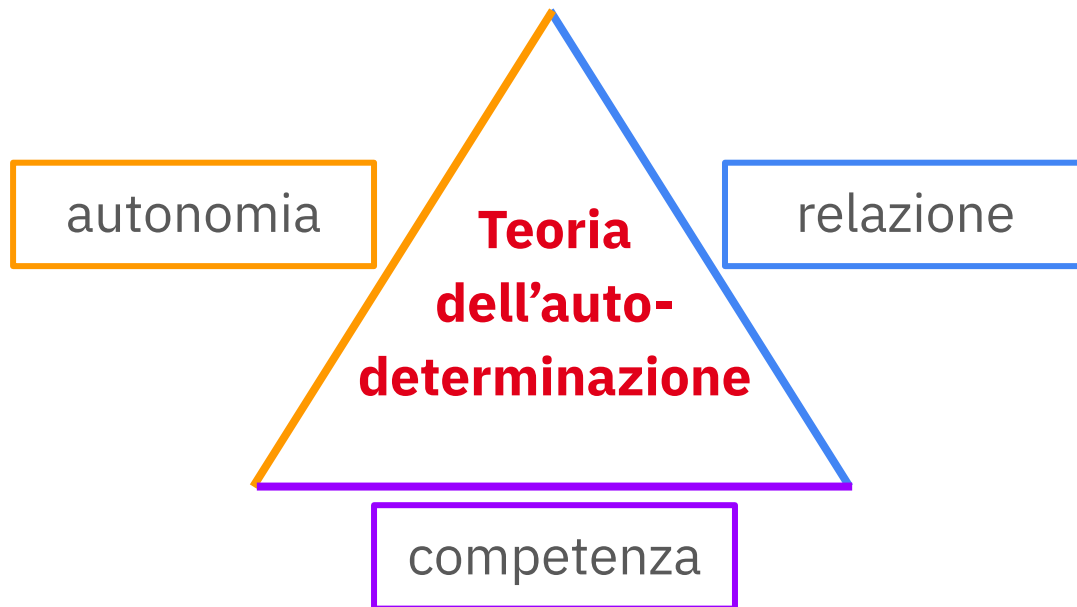 autonomia
relazione
Teoria
dell’auto-
determinazione
competenza